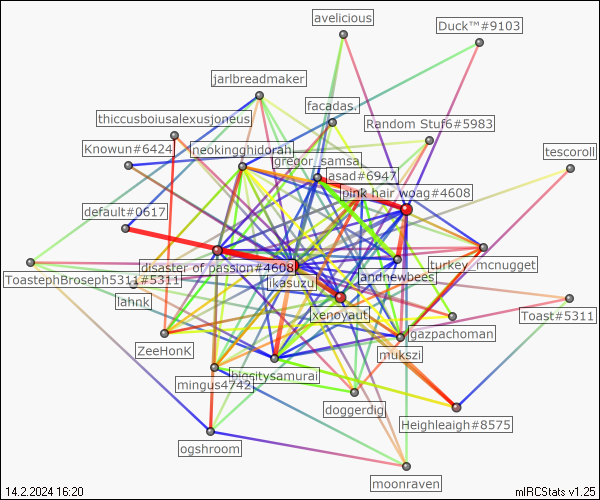 avelicious
Duck™#9103
jarlbreadmaker
facadas.
thiccusboiusalexusjoneus
Random Stuf6#5983
Knowun#6424
neokingghidorah
gregor_samsa
tescoroll
asad#6947
pink hair woag#4608
default#0617
disaster of passion#4608
turkey_mcnugget
ToastephBroseph5311#5311
ikasuzu
andrewbees
lahnk
xenoyaut
Toast#5311
gazpachoman
ZeeHonK
mukszi
mingus4742
bigcitysamurai
doggerdig
Heighleaigh#8575
ogshroom
moonraven
14.2.2024 16:20
mIRCStats v1.25